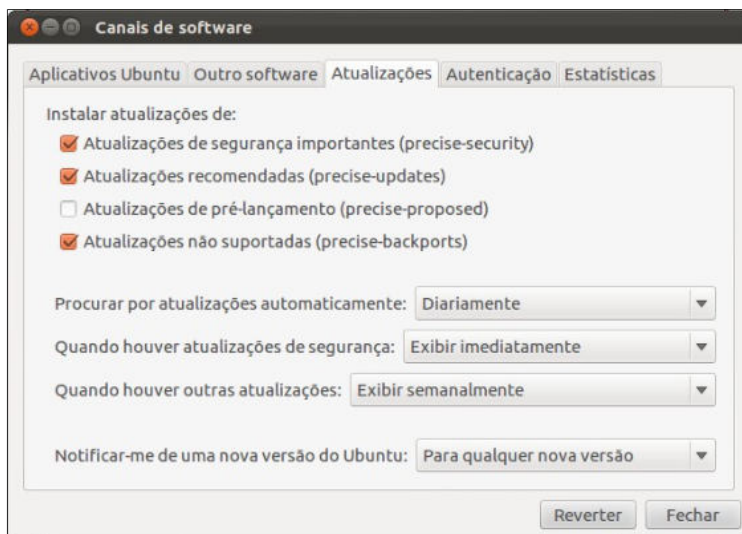 Canais de software
Aplicativos Ubuntu Outro software Atualizações Autenticação Estatísticas
Instalar atualizações de:
Atualizações de segurança importantes (precise-security)
Atualizações recomendadas (precise-updates)
Atualizações de pré-lançamento (precise-proposed)
Atualizações não suportadas (precise-backports)
Procurar por atualizações automaticamente: Diariamente
Quando houver atualizações de segurança: Exibir imediatamente
Quando houver outras atualizações: Exibir semanalmente
Notificar-me de uma nova versão do Ubuntu: Para qualquer nova versão
Reverter Fechar